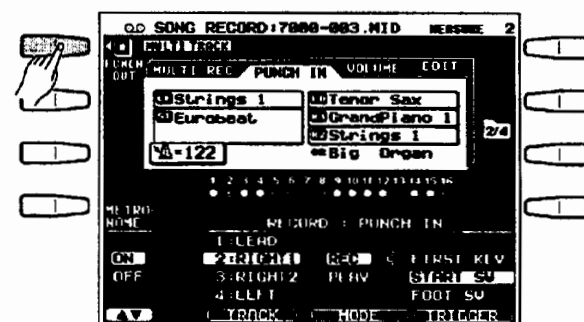 SONG RECORD:7000-003.MID MEASURE 2
MULTI TRACK
PUNCH OUT
MULTI REC PUNCH IN VOLUME EDIT
Strings 1 Tenor Sax
Eurobeat GrandPiano 1
Strings 1
=122 Big Organ
2/4
1 2 3 4 5 6 7 8 9 10 11 12 13 14 15 16
METRO-
NOME RECORD : PUNCH IN
1:LEAD
ON 2:RIGHT1 REC FIRST KEY
OFF 3:RIGHT2 PLAY START SW
4:LEFT FOOT SW
TRACK MODE TRIGGER